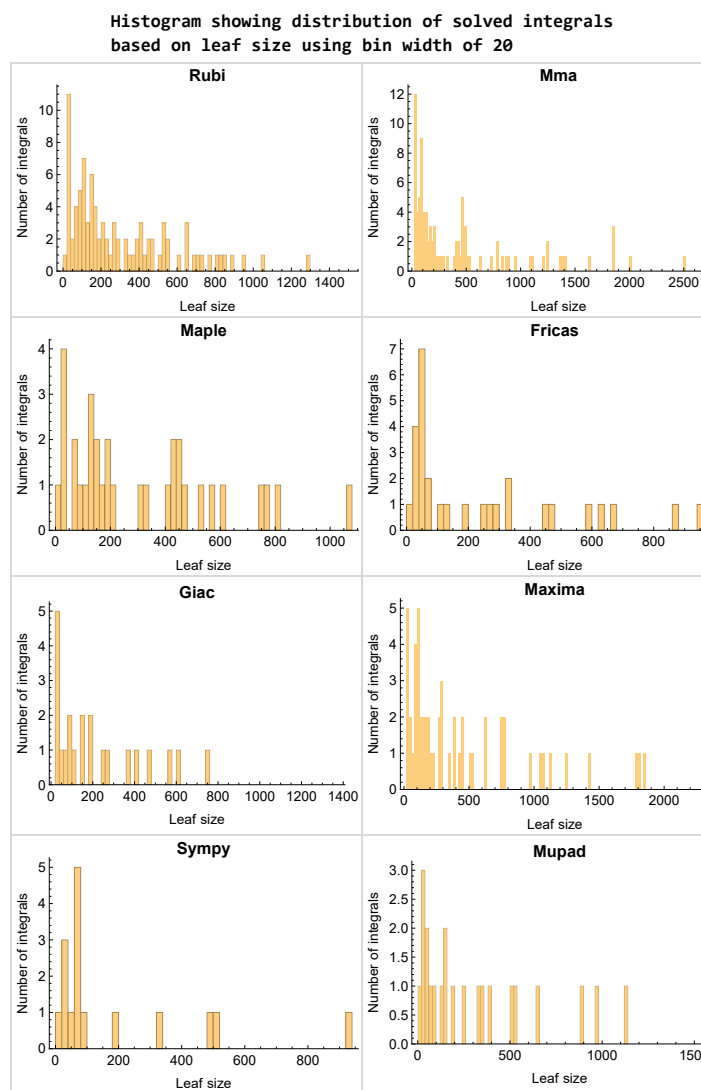 Histogram showing distribution of solved integrals
based on leaf size using bin width of 20
Rubi
Number of integrals
0 2 4 6 8 10
0 200 400 600 800 1000 1200 1400
Leaf size
Mma
Number of integrals
0 2 4 6 8 10 12
0 500 1000 1500 2000 2500
Leaf size
Maple
Number of integrals
0 1 2 3 4
0 200 400 600 800 1000
Leaf size
Fricas
Number of integrals
0 1 2 3 4 5 6 7
0 200 400 600 800
Leaf size
Giac
Number of integrals
0 1 2 3 4 5
0 200 400 600 800 1000 1200 1400
Leaf size
Maxima
Number of integrals
0 1 2 3 4 5
0 500 1000 1500 2000
Leaf size
Sympy
Number of integrals
0 1 2 3 4 5
0 200 400 600 800
Leaf size
Mupad
Number of integrals
0.0 0.5 1.0 1.5 2.0 2.5 3.0
0 500 1000 150
Leaf size